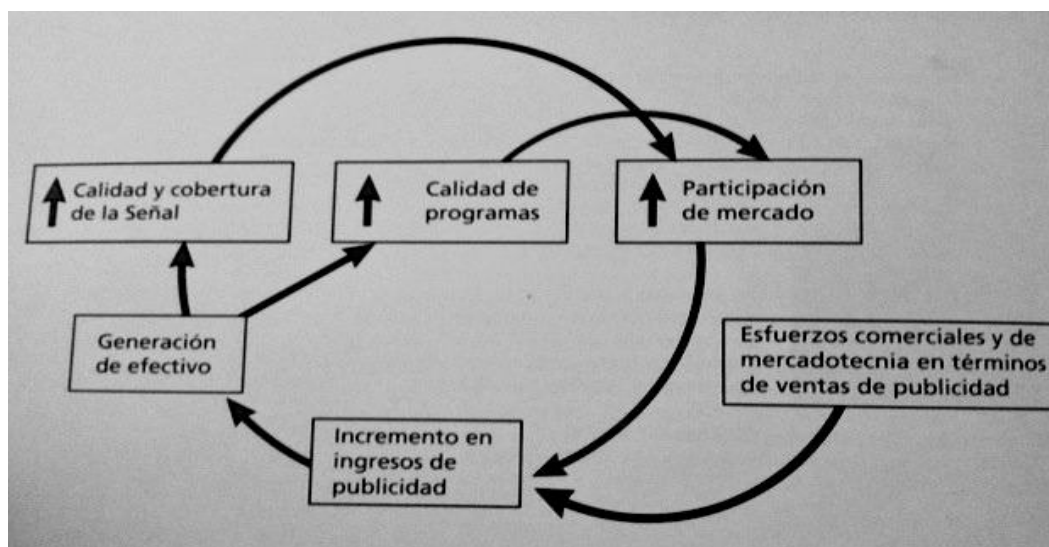 Calidad y cobertura
de la Señal
Calidad de
programas
Participación
de mercado
Generación
de efectivo
Esfuerzos comerciales y de
mercadotecnia en términos
de ventas de publicidad
Incremento en
ingresos de
publicidad